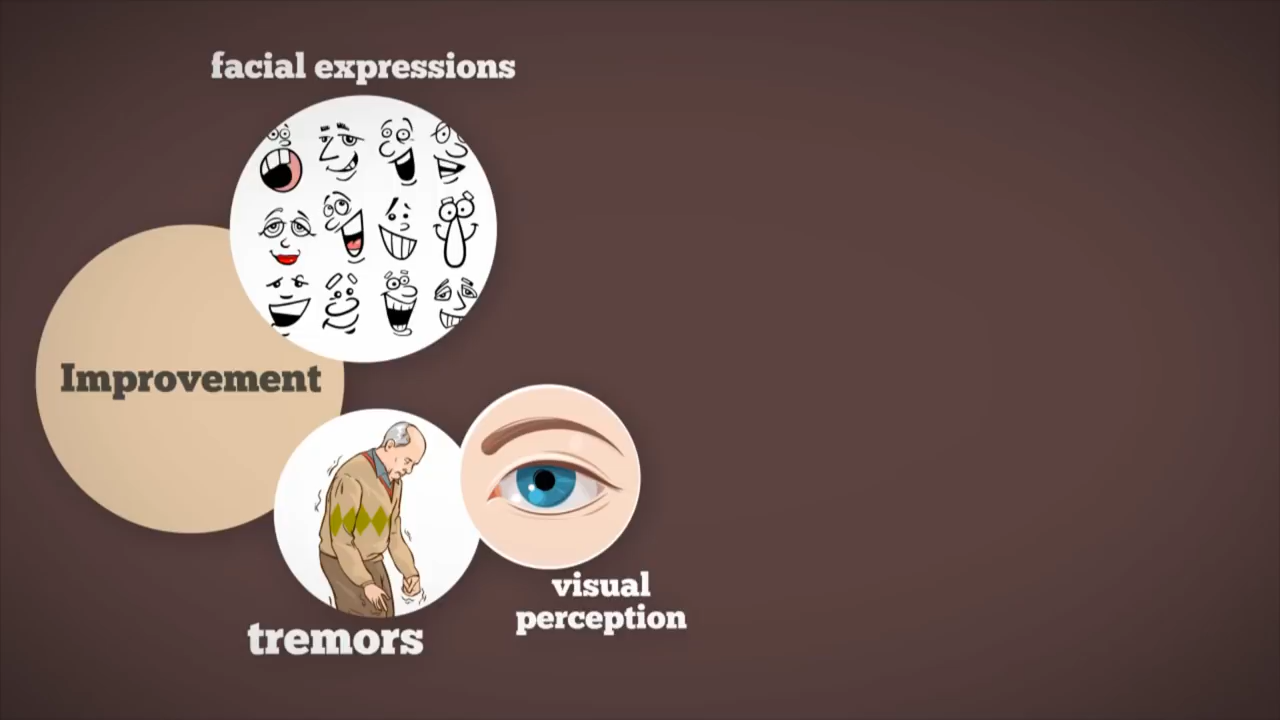 facial expressions
Improvement
visual
perception
tremors